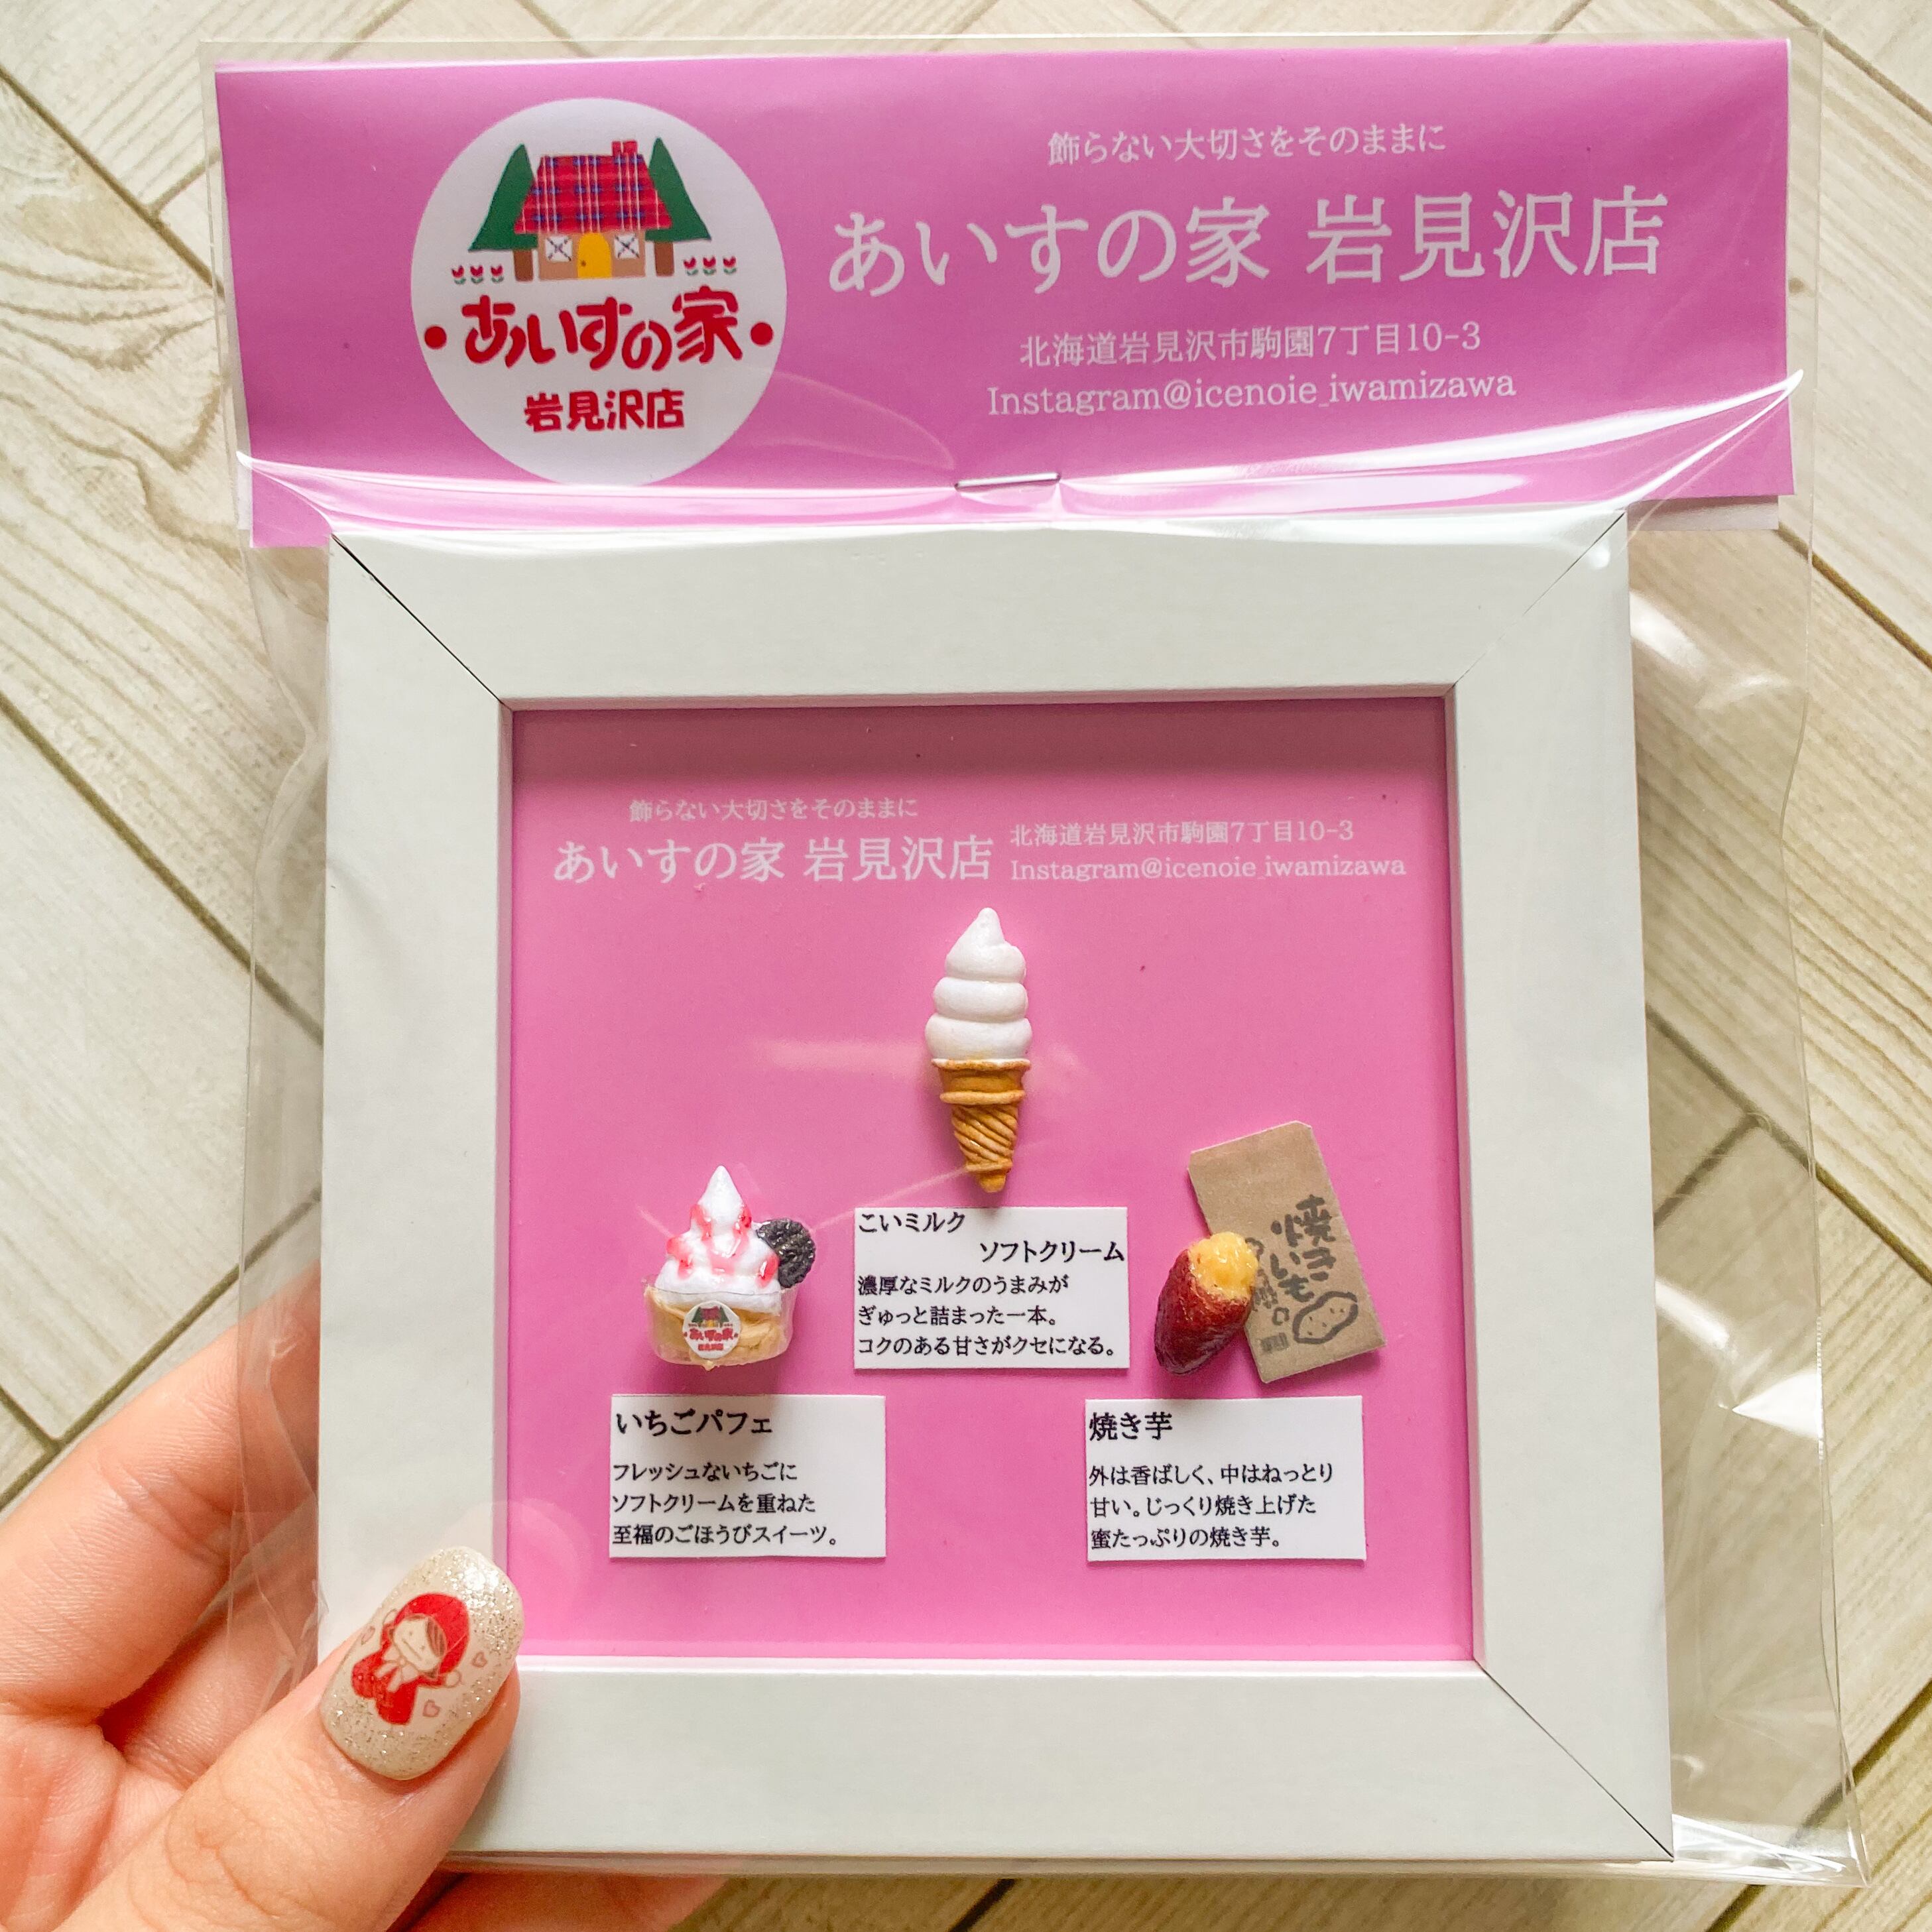 飾らない大切さをそのままに
あいすの家 岩見沢店
北海道岩見沢市駒園7丁目10-3
Instagram@icenoie_iwamizawa
・あいすの家・
岩見沢店
飾らない大切さをそのままに
あいすの家 岩見沢店
北海道岩見沢市駒園7丁目10-3
Instagram@icenoie_iwamizawa
こいミルク
ソフトクリーム
濃厚なミルクのうまみが
ぎゅっと詰まった一本。
コクのある甘さがクセになる。
あいすの家
岩見沢店
焼き
いも
いちごパフェ
フレッシュないちごに
ソフトクリームを重ねた
至福のごほうびスイーツ。
焼き芋
外は香ばしく、中はねっとり
甘い。じっくり焼き上げた
蜜たっぷりの焼き芋。